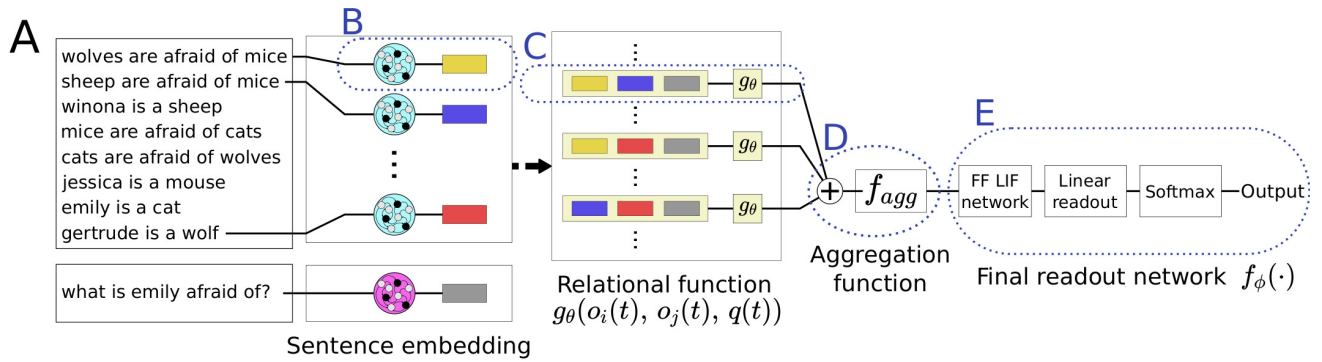 A
B
wolves are afraid of mice
sheep are afraid of mice
winona is a sheep
mice are afraid of cats
cats are afraid of wolves
jessica is a mouse
emily is a cat
gertrude is a wolf
what is emily afraid of?
Sentence embedding
C
gθ
gθ
gθ
Relational function
gθ(oi(t), oj(t), q(t))
D
+
fagg
Aggregation
function
E
FF LIF
network
Linear
readout
Softmax
Output
Final readout network fϕ(·)